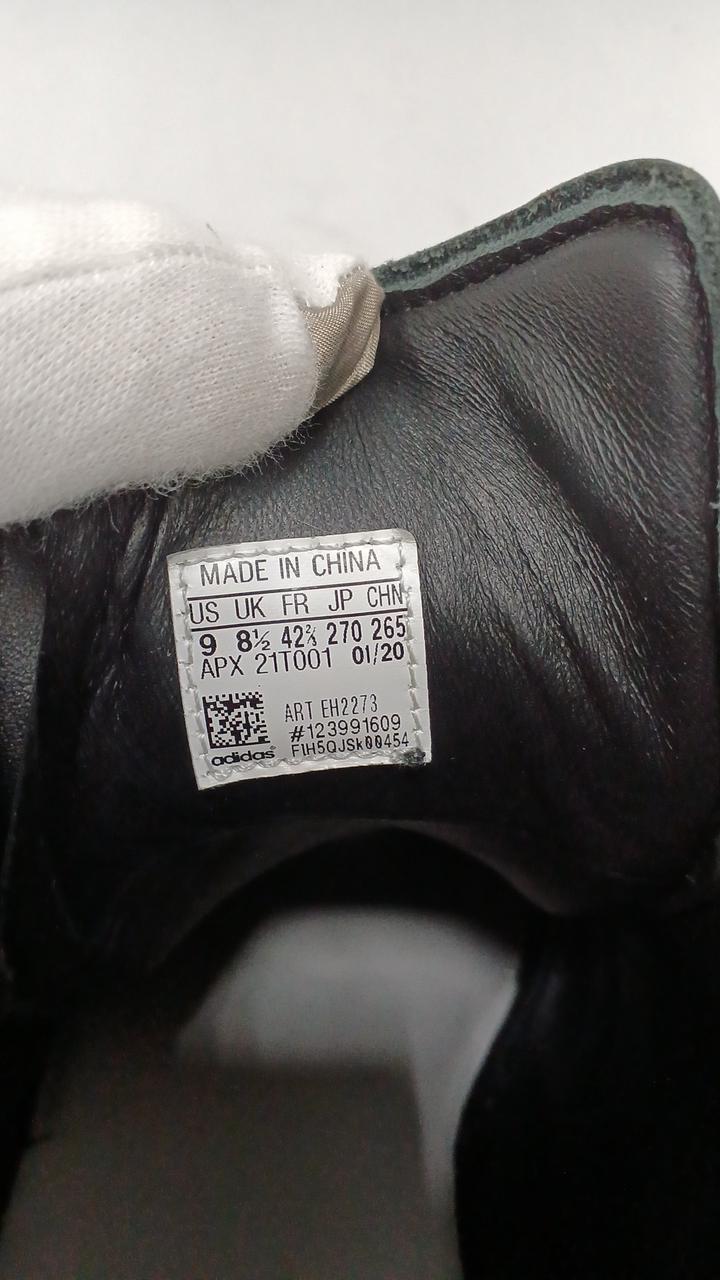 MADE IN CHINA
US UK FR JP CHN
9 8½ 42⅔ 270 265
APX 21T001 01/20
ART EH2273
#123991609
F1H5QJSk00454
adidas®